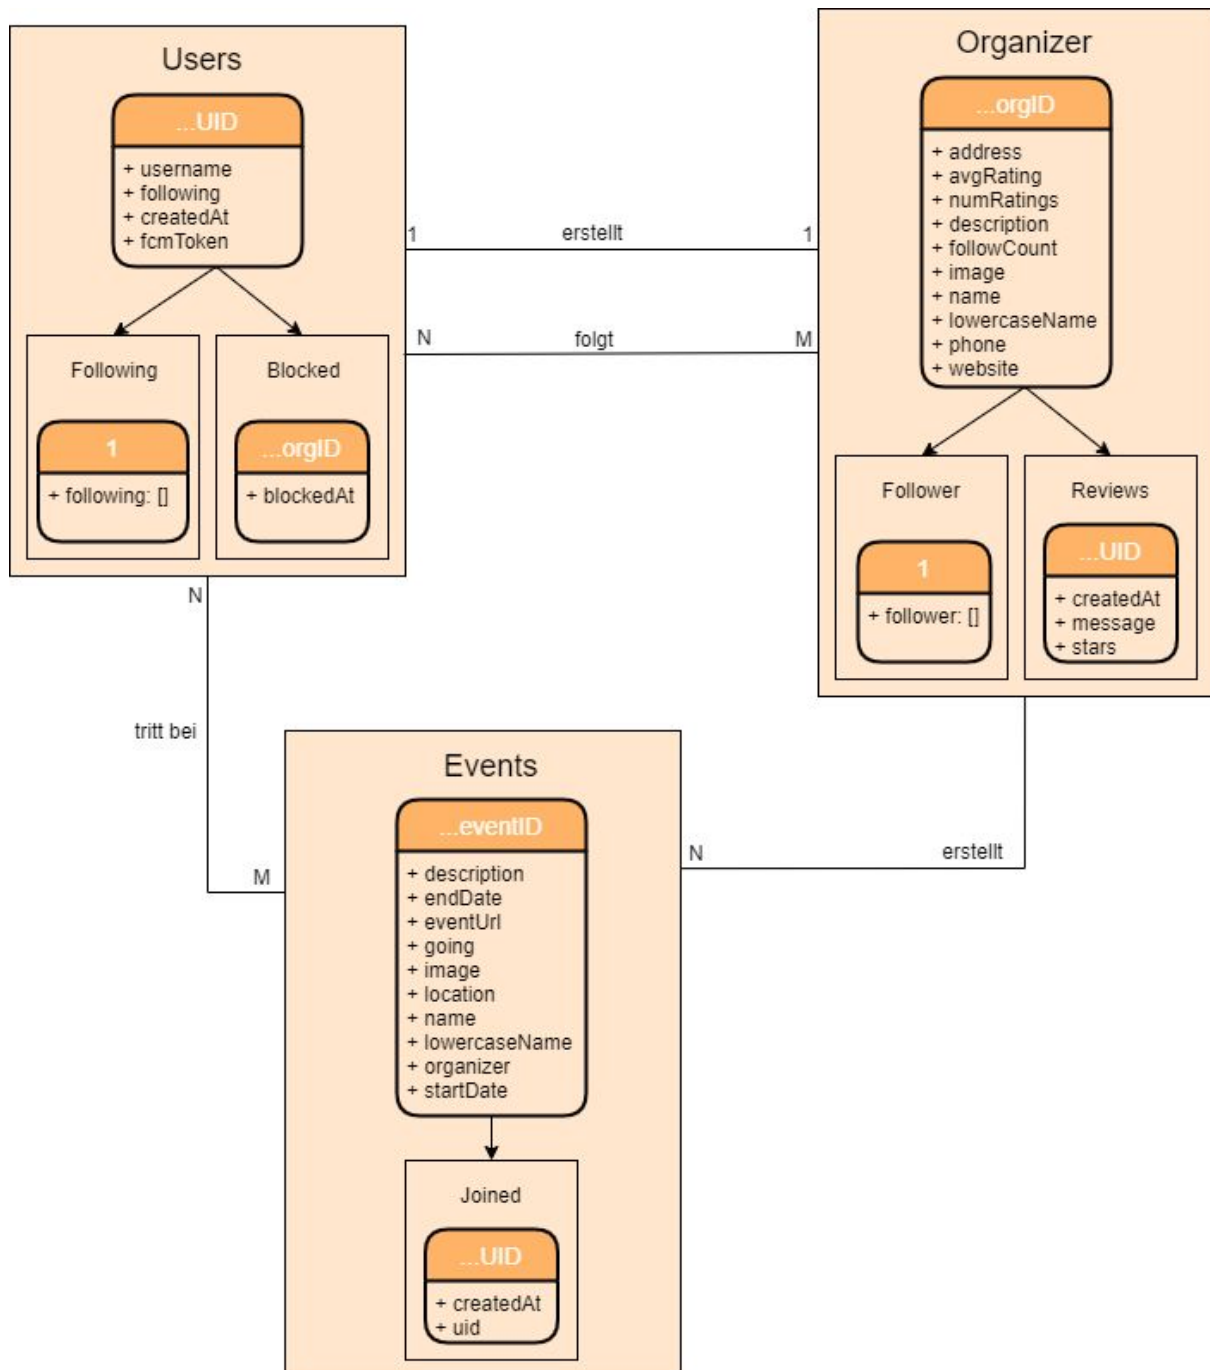 Users
...UID
+ username
+ following
+ createdAt
+ fcmToken
Following
1
+ following: []
Blocked
...orgID
+ blockedAt
1
erstellt
1
N
folgt
M
Organizer
...orgID
+ address
+ avgRating
+ numRatings
+ description
+ followCount
+ image
+ name
+ lowercaseName
+ phone
+ website
Follower
1
+ follower: []
Reviews
...UID
+ createdAt
+ message
+ stars
N
tritt bei
M
N
erstellt
Events
...eventID
+ description
+ endDate
+ eventUrl
+ going
+ image
+ location
+ name
+ lowercaseName
+ organizer
+ startDate
Joined
...UID
+ createdAt
+ uid